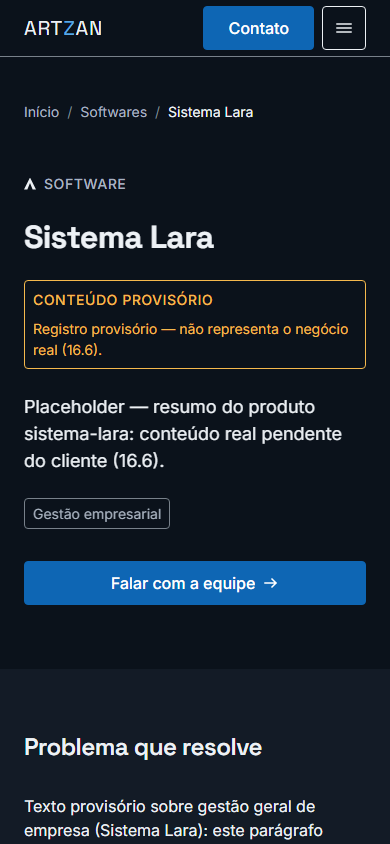 ARTZAN
Contato
Início / Softwares / Sistema Lara
SOFTWARE
Sistema Lara
CONTEÚDO PROVISÓRIO
Registro provisório — não representa o negócio
real (16.6).
Placeholder — resumo do produto
sistema-lara: conteúdo real pendente
do cliente (16.6).
Gestão empresarial
Falar com a equipe →
Problema que resolve
Texto provisório sobre gestão geral de
empresa (Sistema Lara): este parágrafo